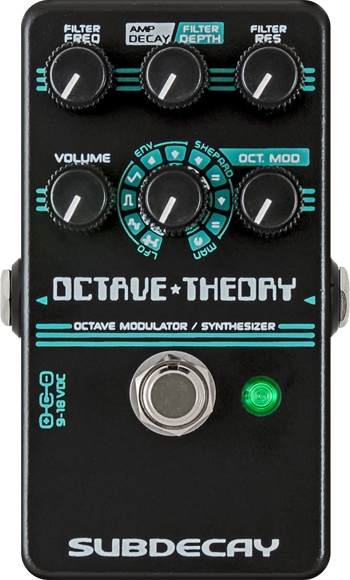 FILTER FREQ
AMP DECAY / FILTER DEPTH
FILTER RES
VOLUME
ENV
SHEPARD
OCT. MOD
LFO
MAN
OCTAVE★THEORY
OCTAVE MODULATOR / SYNTHESIZER
9-18 VDC
SUBDECAY